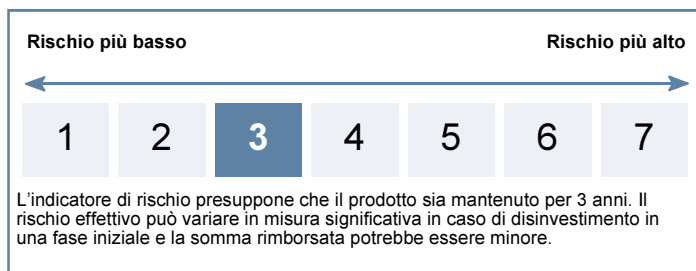 Rischio più basso Rischio più alto
1 2 3 4 5 6 7
L'indicatore di rischio presuppone che il prodotto sia mantenuto per 3 anni. Il
rischio effettivo può variare in misura significativa in caso di disinvestimento in
una fase iniziale e la somma rimborsata potrebbe essere minore.